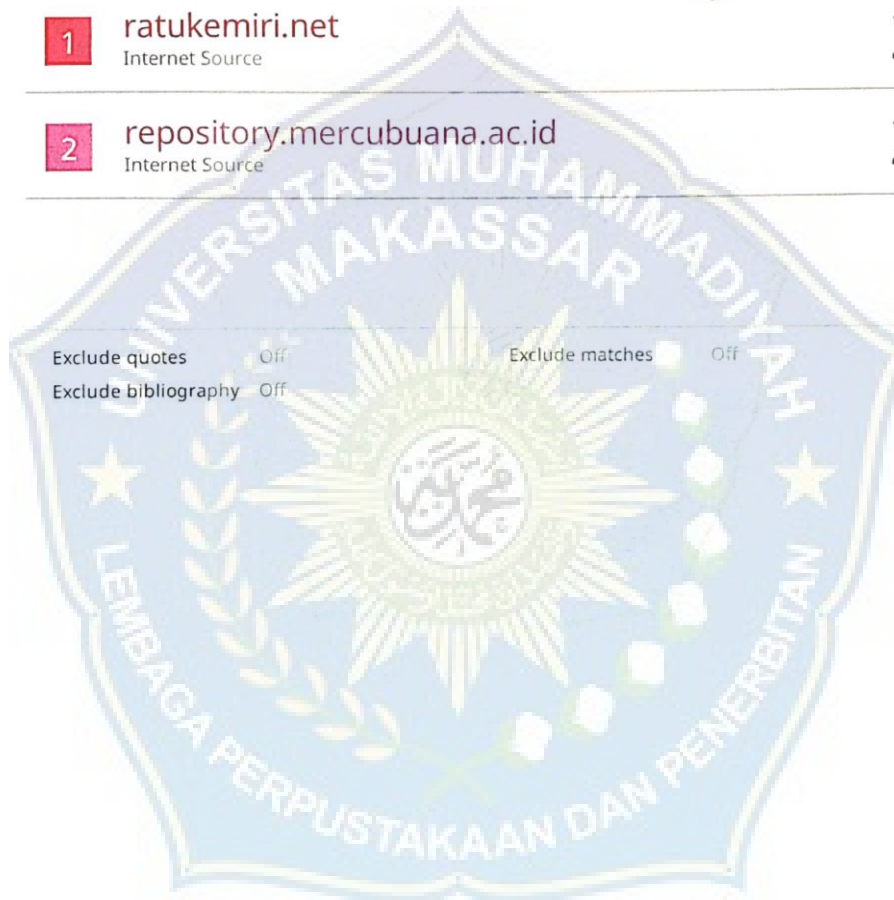 1 ratukemiri.net
Internet Source
2 repository.mercubuana.ac.id
Internet Source
UNIVERSITAS MUHAMMADIYAH
MAKASSAR
Exclude quotes Off Exclude matches Off
Exclude bibliography Off
LEMBAGA PERPUSTAKAAN DAN PENERBITAN